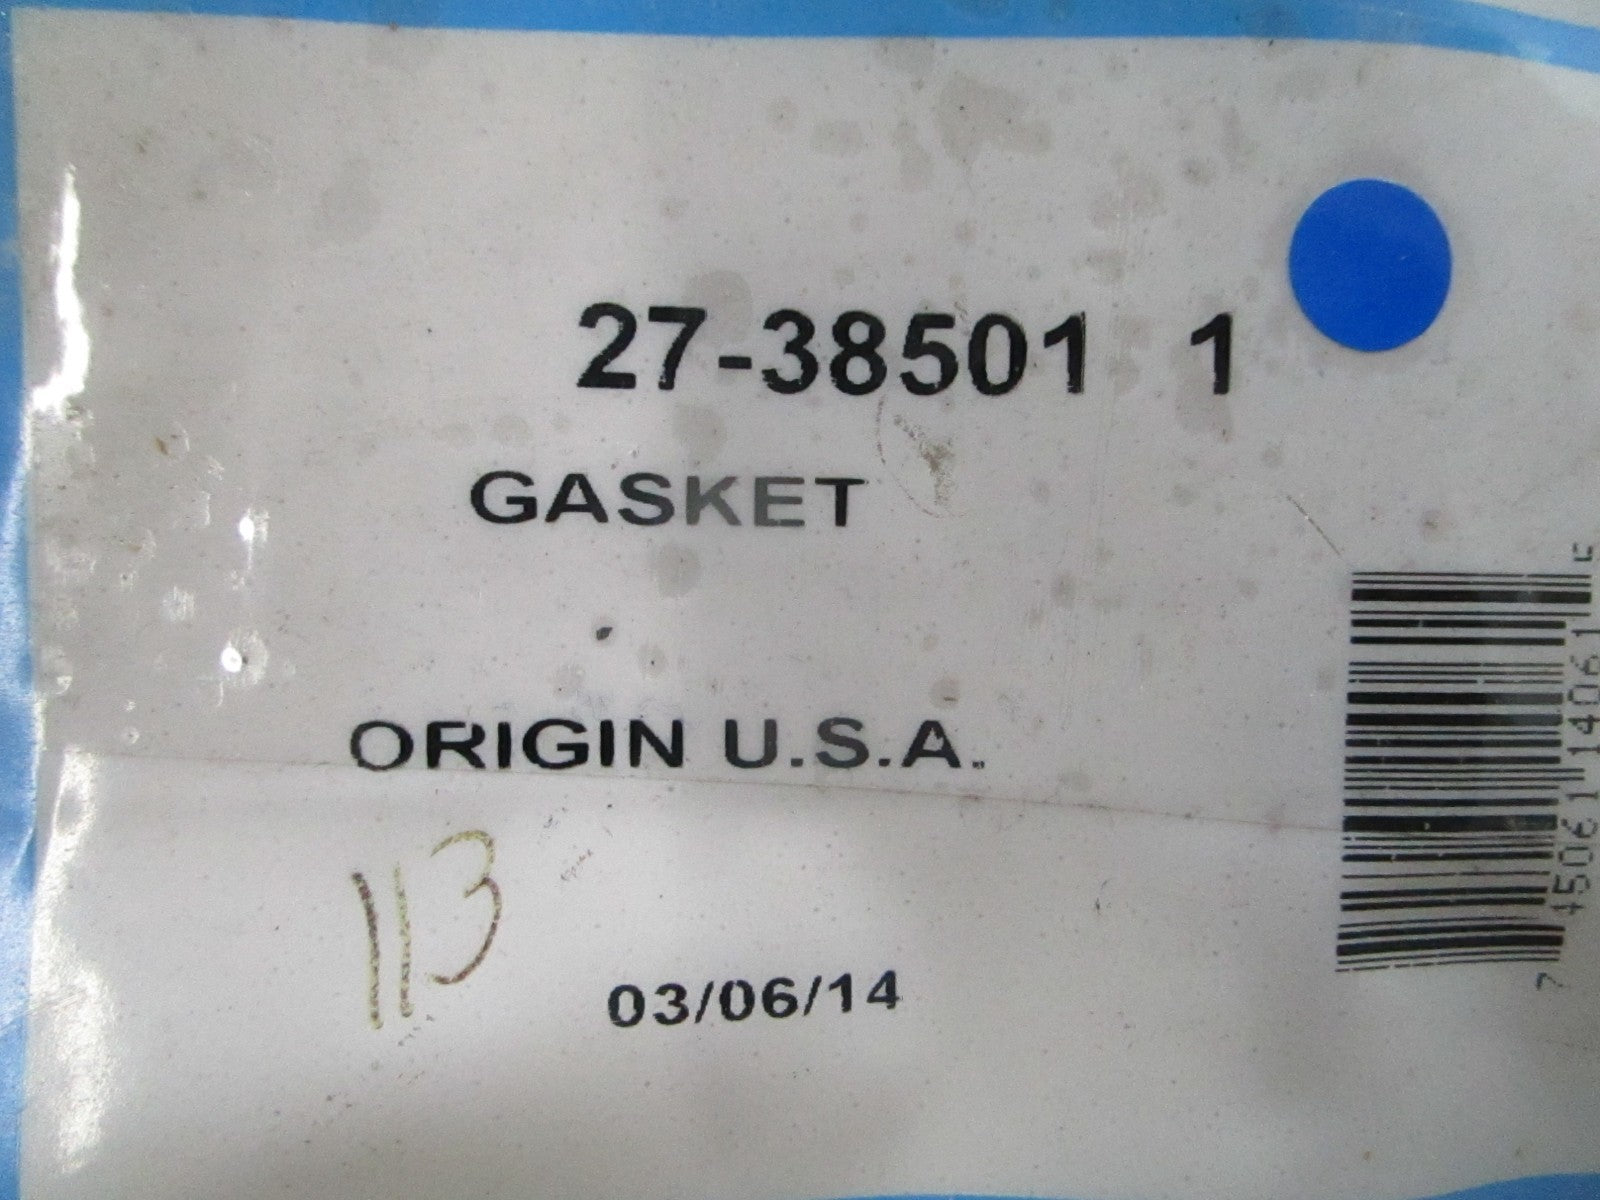 27-38501 1
GASKET
ORIGIN U.S.A.
113
03/06/14
7 45061 14061 5